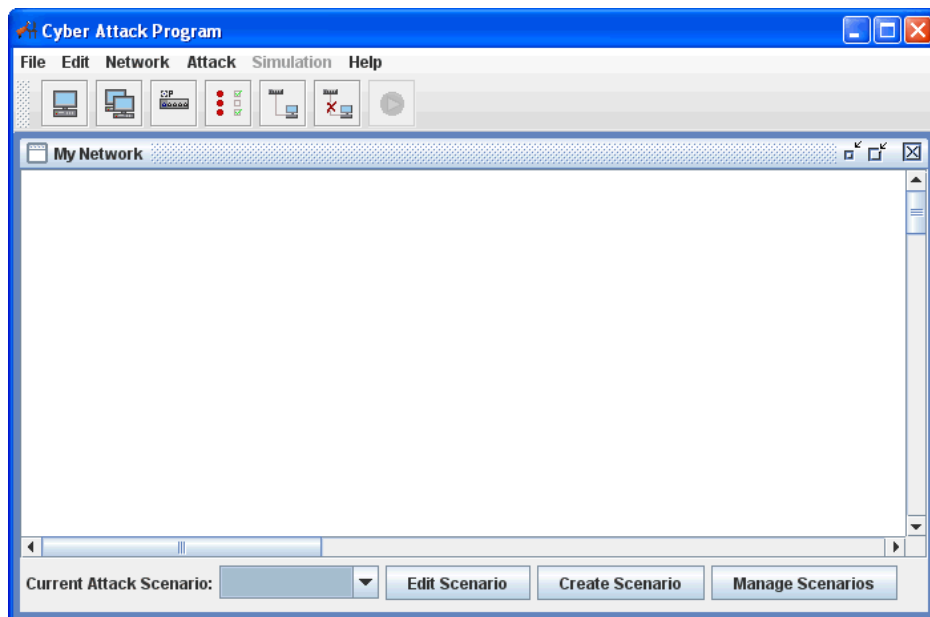 Cyber Attack Program
File Edit Network Attack Simulation Help
My Network
Current Attack Scenario: Edit Scenario Create Scenario Manage Scenarios